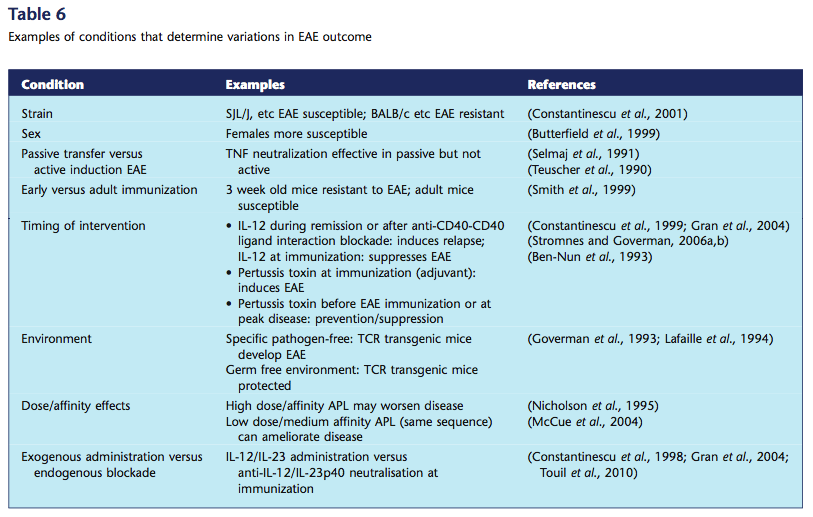 Table 6
Examples of conditions that determine variations in EAE outcome
Condition Examples References
Strain SJL/J, etc EAE susceptible; BALB/c etc EAE resistant (Constantinescu et al., 2001)
Sex Females more susceptible (Butterfield et al., 1999)
Passive transfer versus TNF neutralization effective in passive but not (Selmaj et al., 1991)
active induction EAE active (Teuscher et al., 1990)
Early versus adult immunization 3 week old mice resistant to EAE; adult mice (Smith et al., 1999)
susceptible
Timing of intervention • IL-12 during remission or after anti-CD40-CD40 (Constantinescu et al., 1999; Gran et al., 2004)
ligand interaction blockade: induces relapse; (Stromnes and Goverman, 2006a,b)
IL-12 at immunization: suppresses EAE (Ben-Nun et al., 1993)
• Pertussis toxin at immunization (adjuvant):
induces EAE
• Pertussis toxin before EAE immunization or at
peak disease: prevention/suppression
Environment Specific pathogen-free: TCR transgenic mice (Goverman et al., 1993; Lafaille et al., 1994)
develop EAE
Germ free environment: TCR transgenic mice
protected
Dose/affinity effects High dose/affinity APL may worsen disease (Nicholson et al., 1995)
Low dose/medium affinity APL (same sequence) (McCue et al., 2004)
can ameliorate disease
Exogenous administration versus IL-12/IL-23 administration versus (Constantinescu et al., 1998; Gran et al., 2004;
endogenous blockade anti-IL-12/IL-23p40 neutralisation at Touil et al., 2010)
immunization